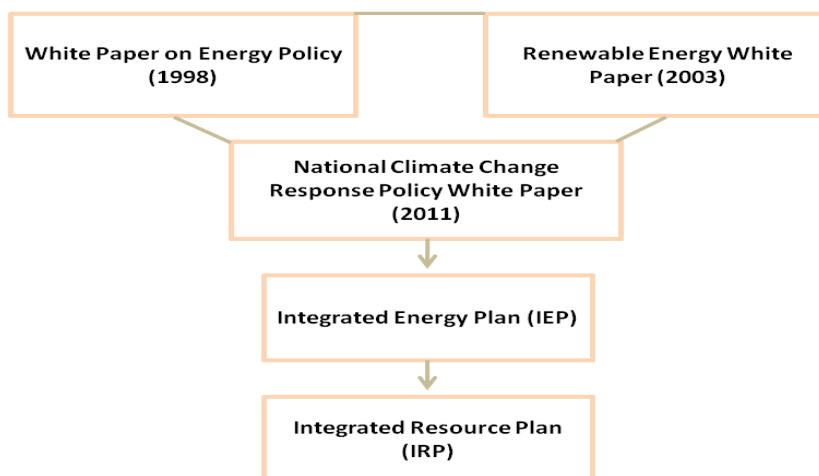 White Paper on Energy Policy
(1998)
Renewable Energy White
Paper (2003)
National Climate Change
Response Policy White Paper
(2011)
Integrated Energy Plan (IEP)
Integrated Resource Plan
(IRP)